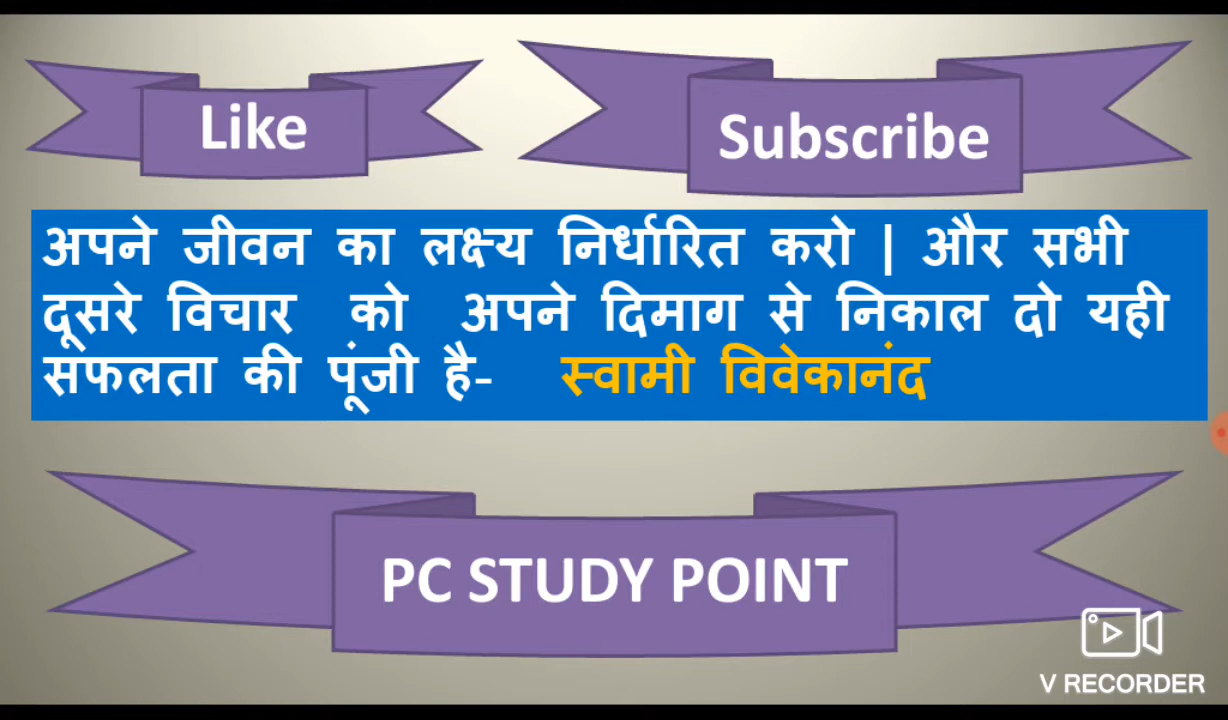 Like
Subscribe
अपने जीवन का लक्ष्य निर्धारित करो | और सभी
दूसरे विचार को अपने दिमाग से निकाल दो यही
सफलता की पूंजी है- स्वामी विवेकानंद
PC STUDY POINT
V RECORDER